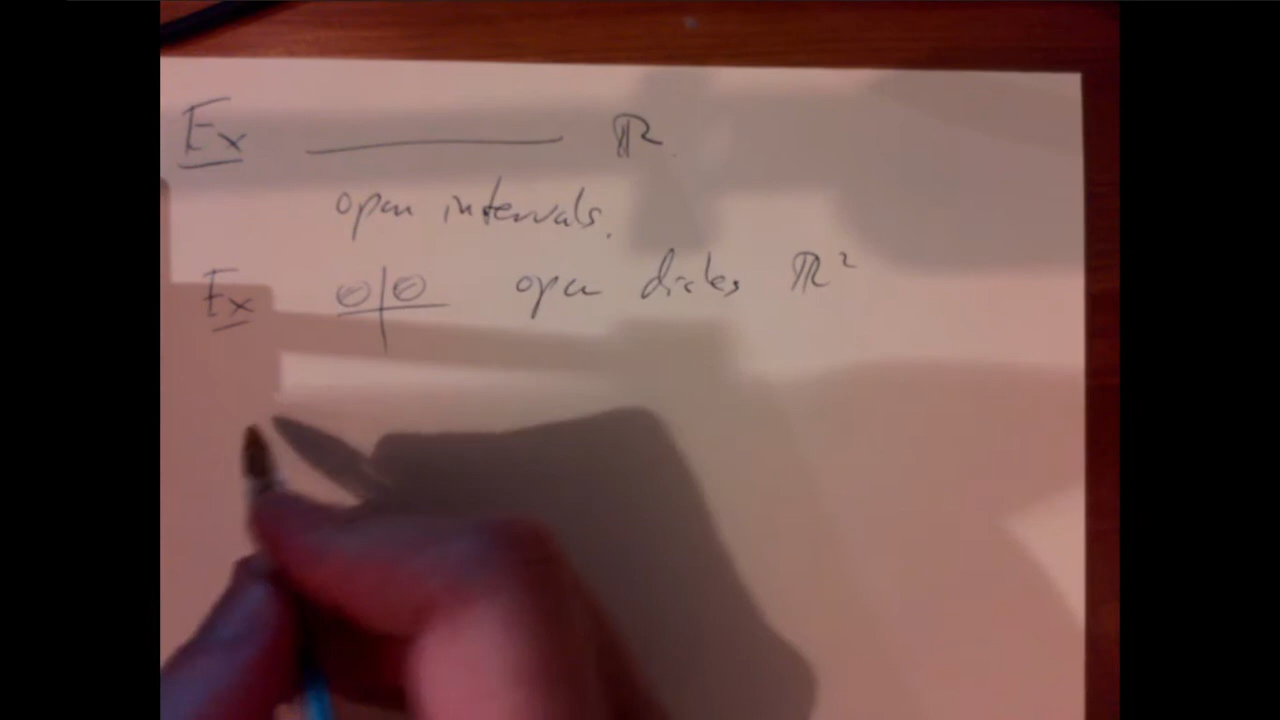 Ex ℝ
open intervals.
Ex open disks ℝ²